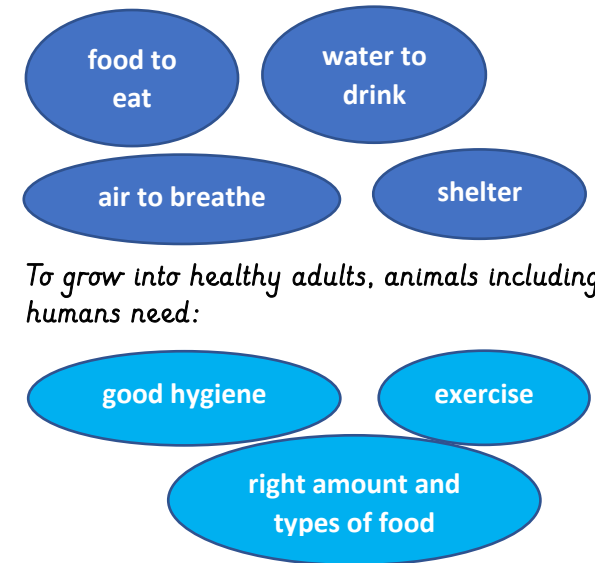 food to
eat
water to
drink
air to breathe
shelter
To grow into healthy adults, animals including
humans need:
good hygiene
exercise
right amount and
types of food